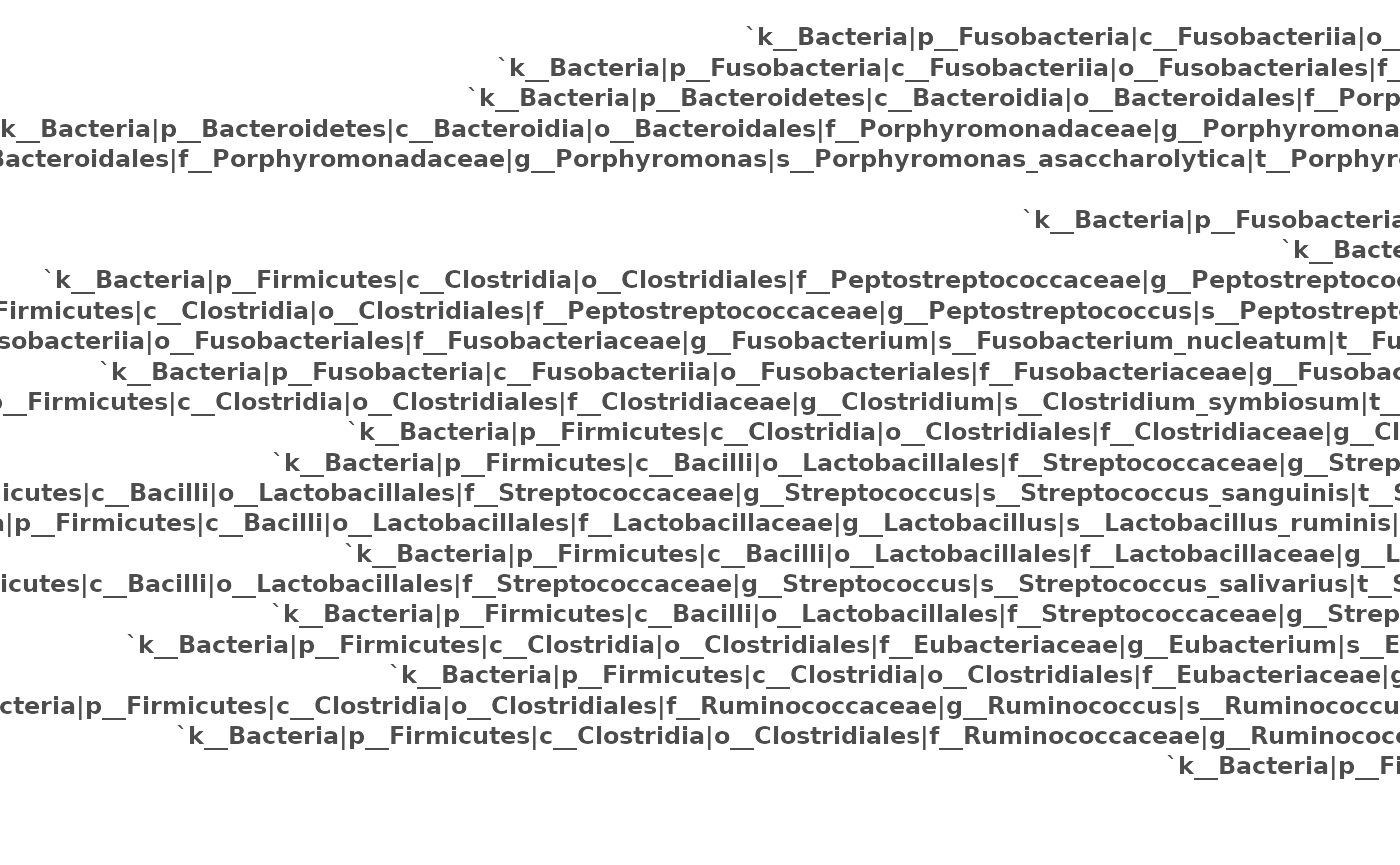 `k__Bacteria|p__Fusobacteria|c__Fusobacteriia|o__
`k__Bacteria|p__Fusobacteria|c__Fusobacteriia|o__Fusobacteriales|f__
`k__Bacteria|p__Bacteroidetes|c__Bacteroidia|o__Bacteroidales|f__Porp
k__Bacteria|p__Bacteroidetes|c__Bacteroidia|o__Bacteroidales|f__Porphyromonadaceae|g__Porphyromona
Bacteroidales|f__Porphyromonadaceae|g__Porphyromonas|s__Porphyromonas_asaccharolytica|t__Porphyr
`k__Bacteria|p__Fusobacteria
`k__Bacte
`k__Bacteria|p__Firmicutes|c__Clostridia|o__Clostridiales|f__Peptostreptococcaceae|g__Peptostreptococ
Firmicutes|c__Clostridia|o__Clostridiales|f__Peptostreptococcaceae|g__Peptostreptococcus|s__Peptostrept
sobacteriia|o__Fusobacteriales|f__Fusobacteriaceae|g__Fusobacterium|s__Fusobacterium_nucleatum|t__Fu
`k__Bacteria|p__Fusobacteria|c__Fusobacteriia|o__Fusobacteriales|f__Fusobacteriaceae|g__Fusobac
p__Firmicutes|c__Clostridia|o__Clostridiales|f__Clostridiaceae|g__Clostridium|s__Clostridium_symbiosum|t__
`k__Bacteria|p__Firmicutes|c__Clostridia|o__Clostridiales|f__Clostridiaceae|g__Cl
`k__Bacteria|p__Firmicutes|c__Bacilli|o__Lactobacillales|f__Streptococcaceae|g__Strep
icutes|c__Bacilli|o__Lactobacillales|f__Streptococcaceae|g__Streptococcus|s__Streptococcus_sanguinis|t__S
a|p__Firmicutes|c__Bacilli|o__Lactobacillales|f__Lactobacillaceae|g__Lactobacillus|s__Lactobacillus_ruminis|
`k__Bacteria|p__Firmicutes|c__Bacilli|o__Lactobacillales|f__Lactobacillaceae|g__L
icutes|c__Bacilli|o__Lactobacillales|f__Streptococcaceae|g__Streptococcus|s__Streptococcus_salivarius|t__S
`k__Bacteria|p__Firmicutes|c__Bacilli|o__Lactobacillales|f__Streptococcaceae|g__Strep
`k__Bacteria|p__Firmicutes|c__Clostridia|o__Clostridiales|f__Eubacteriaceae|g__Eubacterium|s__E
`k__Bacteria|p__Firmicutes|c__Clostridia|o__Clostridiales|f__Eubacteriaceae|g
cteria|p__Firmicutes|c__Clostridia|o__Clostridiales|f__Ruminococcaceae|g__Ruminococcus|s__Ruminococcu
`k__Bacteria|p__Firmicutes|c__Clostridia|o__Clostridiales|f__Ruminococcaceae|g__Ruminococc
`k__Bacteria|p__Fi